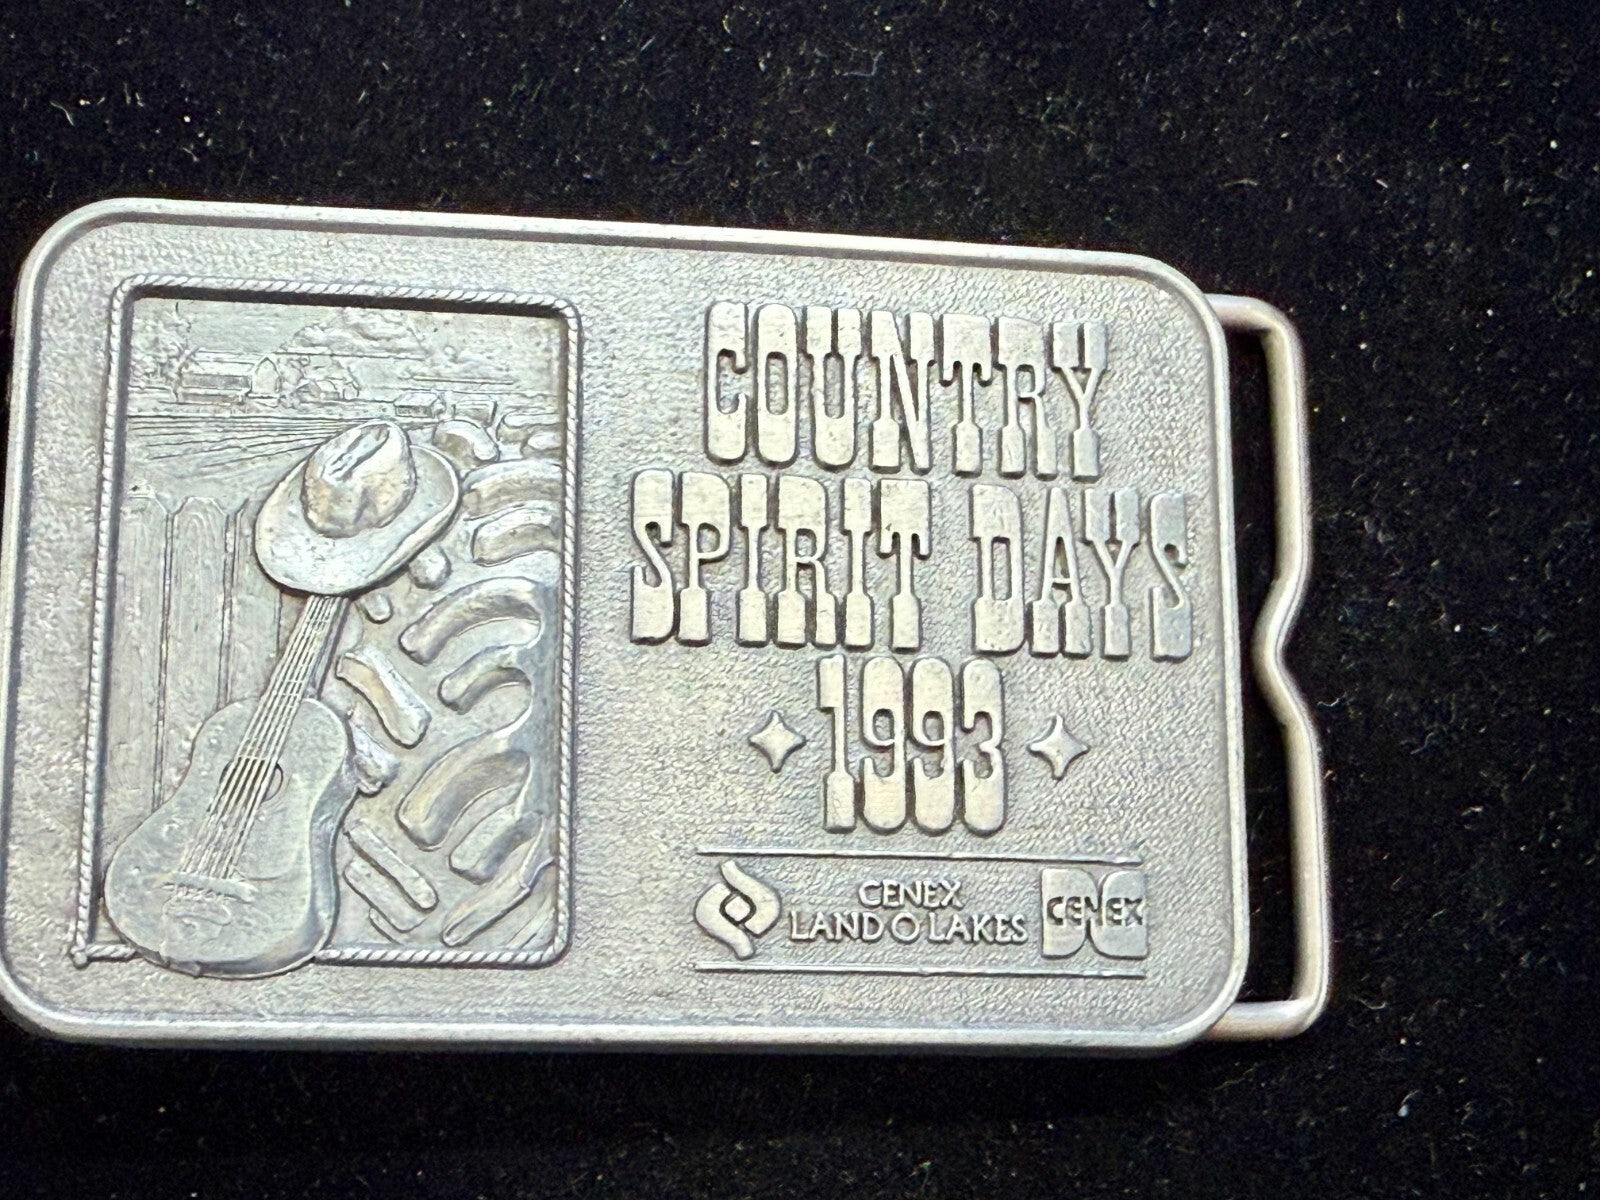 COUNTRY
SPIRIT DAYS
1993
CENEX
LAND O LAKES
CENEX